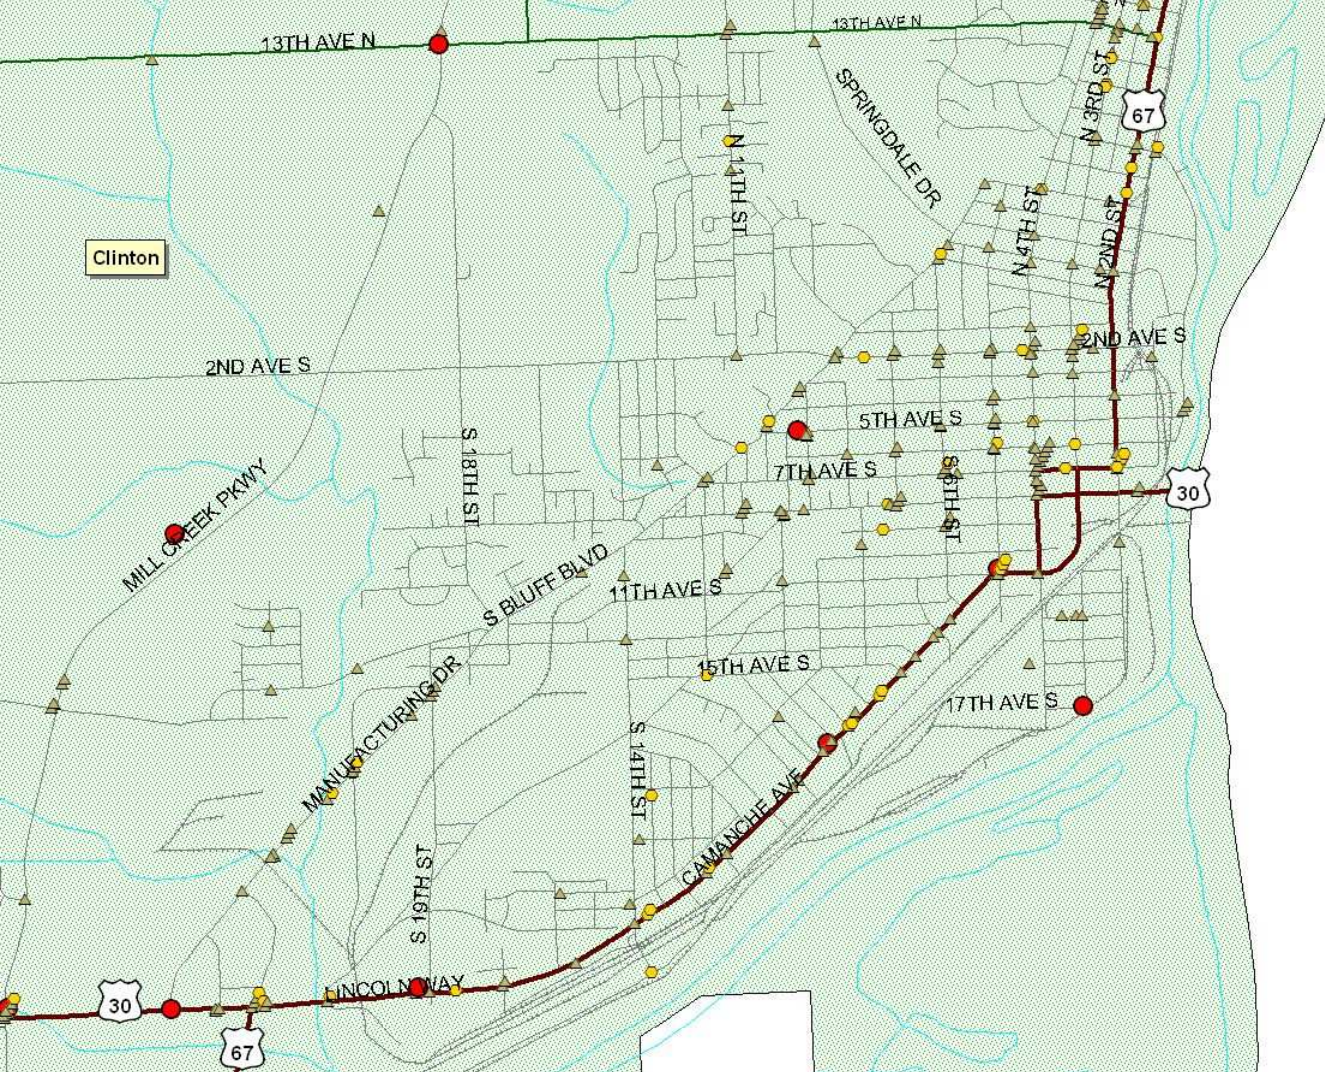 N
13TH AVE N
13TH AVE N
SPRINGDALE DR
N 3RD ST
67
N 11TH ST
N 4TH ST
N 2ND ST
Clinton
2ND AVE S
2ND AVE S
5TH AVE S
S 18TH ST
7TH AVE S
MILL CREEK PKWY
30
S BLUFF BLVD
11TH AVE S
15TH AVE S
MANUFACTURING DR
17TH AVE S
S 14TH ST
CAMANCHE AVE
S 19TH ST
LINCOLN WAY
30
67